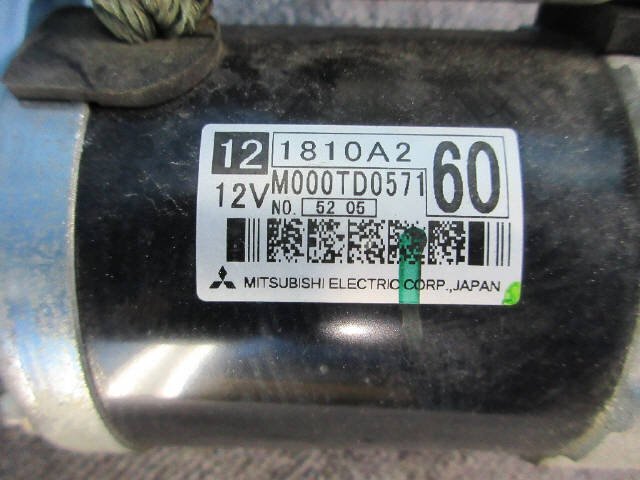 12 1810A2 60
12V M000TD0571
NO. 52 05
MITSUBISHI ELECTRIC CORP., JAPAN